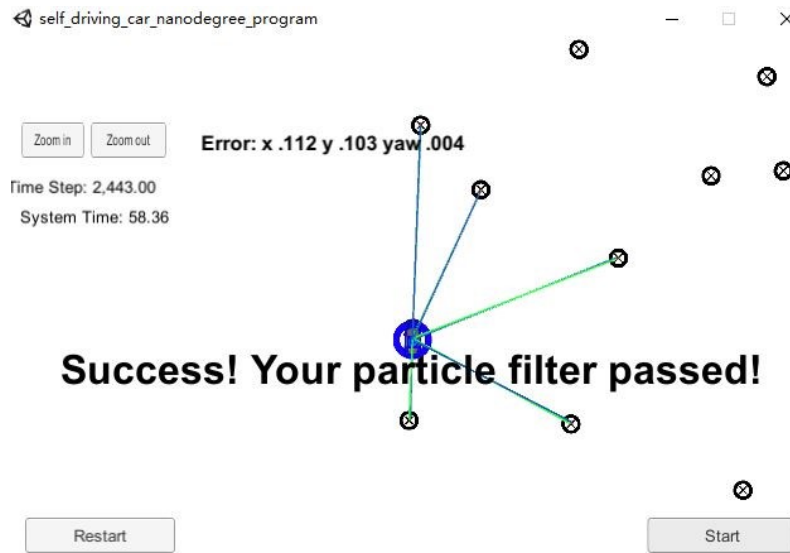 self_driving_car_nanodegree_program
Zoom in Zoom out
Error: x .112 y .103 yaw .004
Time Step: 2,443.00
System Time: 58.36
Success! Your particle filter passed!
Restart
Start